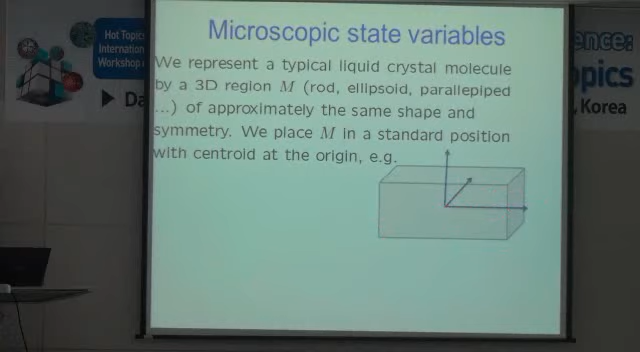 Microscopic state variables
We represent a typical liquid crystal molecule
by a 3D region M (rod, ellipsoid, parallepiped
...) of approximately the same shape and
symmetry. We place M in a standard position
with centroid at the origin, e.g.
Hot Topics
Internation
Workshop
Da
ence:
opics
, Korea